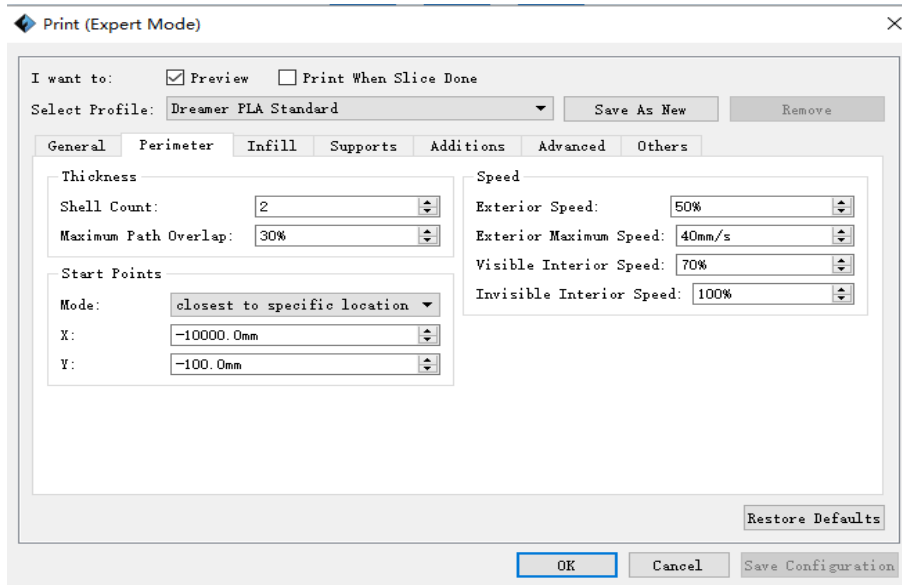 Print (Expert Mode)
I want to: Preview Print When Slice Done
Select Profile: Dreamer PLA Standard Save As New Remove
General Perimeter Infill Supports Additions Advanced Others
Thickness
Shell Count: 2
Maximum Path Overlap: 30%
Start Points
Mode: closest to specific location
X: -10000.0mm
Y: -100.0mm
Speed
Exterior Speed: 50%
Exterior Maximum Speed: 40mm/s
Visible Interior Speed: 70%
Invisible Interior Speed: 100%
Restore Defaults
OK Cancel Save Configuration